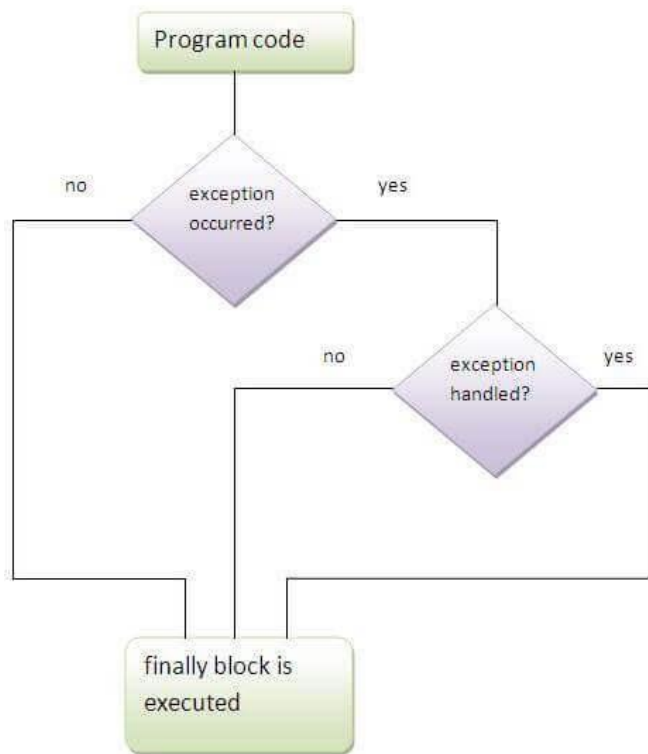 Program code
no
yes
exception
occurred?
no
yes
exception
handled?
finally block is
executed